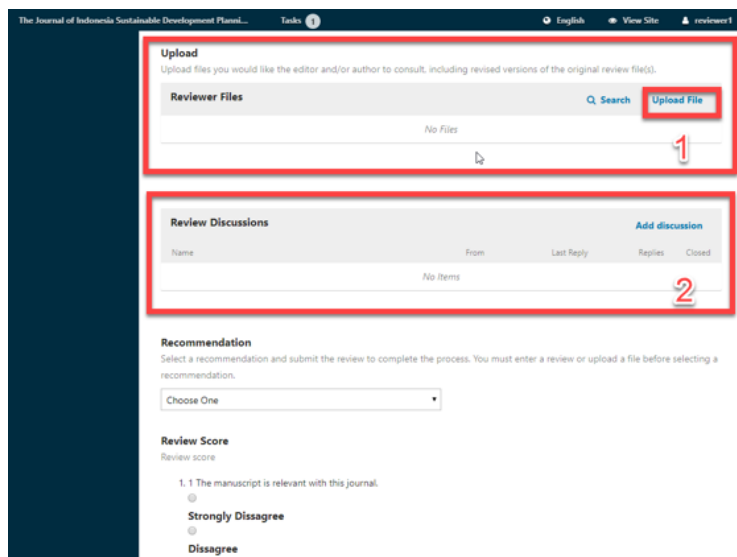 The Journal of Indonesia Sustainable Development Planni... Tasks 1 English View Site reviewer1
Upload
Upload files you would like the editor and/or author to consult, including revised versions of the original review file(s).
Reviewer Files Search Upload File
No Files
1
Review Discussions Add discussion
Name From Last Reply Replies Closed
No Items
2
Recommendation
Select a recommendation and submit the review to complete the process. You must enter a review or upload a file before selecting a
recommendation.
Choose One
Review Score
Review score
1. 1 The manuscript is relevant with this journal.
Strongly Dissagree
Dissagree